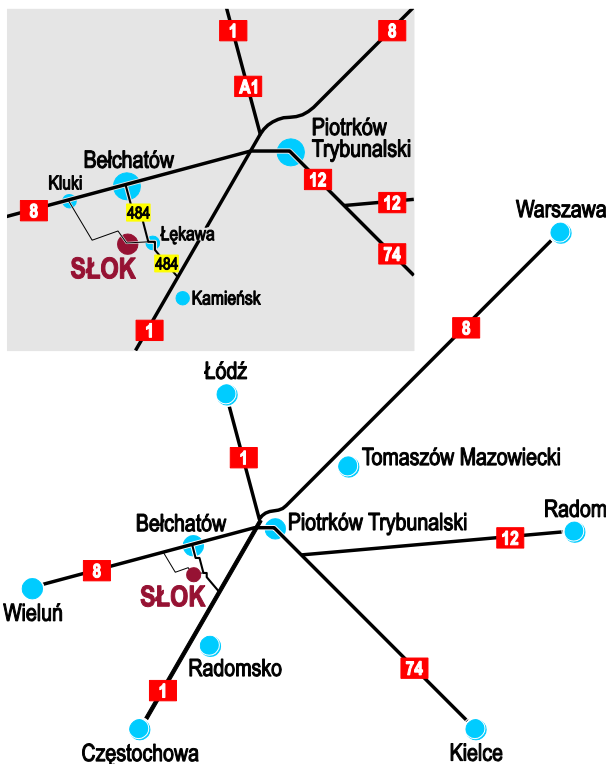 1
8
A1
Piotrków
Trybunalski
Bełchatów
Kluki
12
484
8
12
Łękawa
SŁOK
484
74
Kamieńsk
1
Warszawa
8
Łódź
1
Tomaszów Mazowiecki
Radom
Bełchatów
Piotrków Trybunalski
12
8
SŁOK
Wieluń
Radomsko
74
1
Częstochowa
Kielce